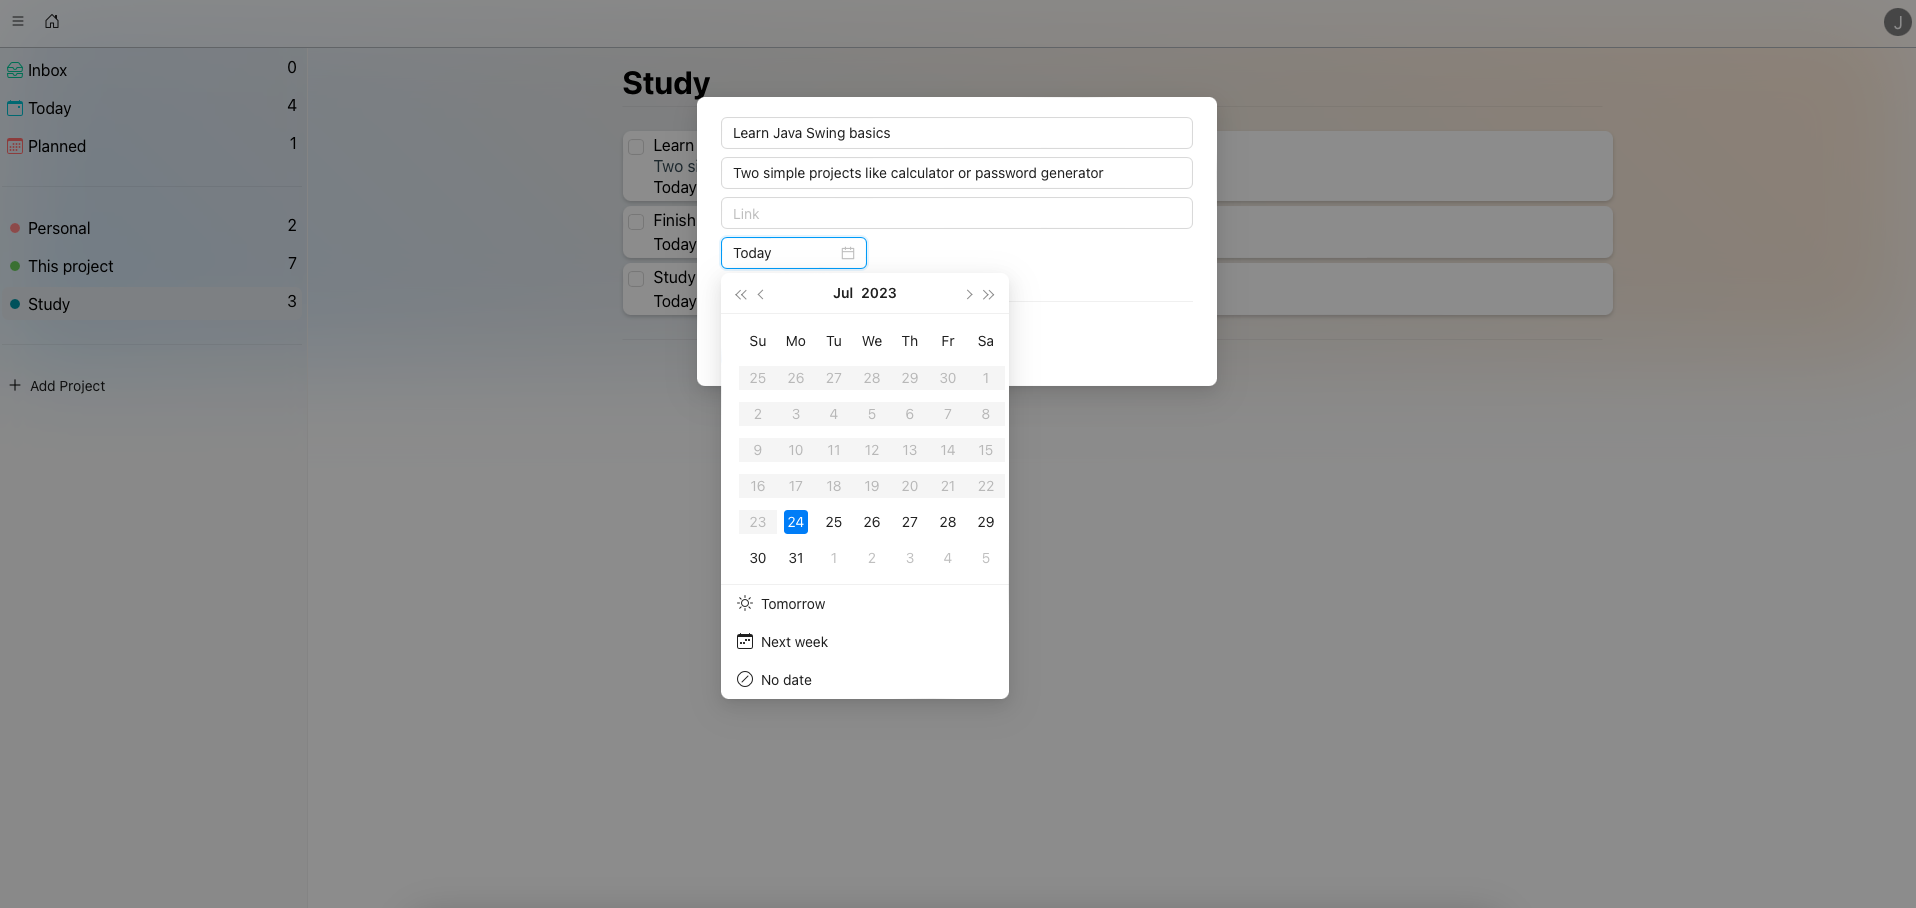 J
Inbox 0
Today 4
Planned 1
Personal 2
This project 7
Study 3
Add Project
Study
Learn
Two si
Today
Finish
Today
Study
Today
Learn Java Swing basics
Two simple projects like calculator or password generator
Link
Today
Jul 2023
Su Mo Tu We Th Fr Sa
25 26 27 28 29 30 1
2 3 4 5 6 7 8
9 10 11 12 13 14 15
16 17 18 19 20 21 22
23 24 25 26 27 28 29
30 31 1 2 3 4 5
Tomorrow
Next week
No date